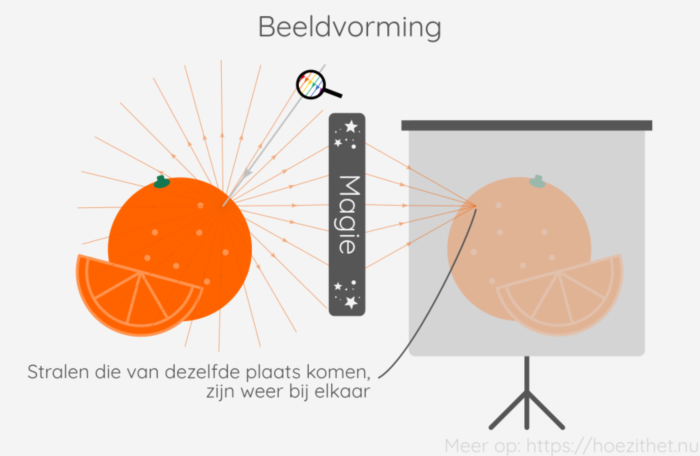 Beeldvorming
Magie
Stralen die van dezelfde plaats komen,
zijn weer bij elkaar
Meer op: https://hoezithet.nu